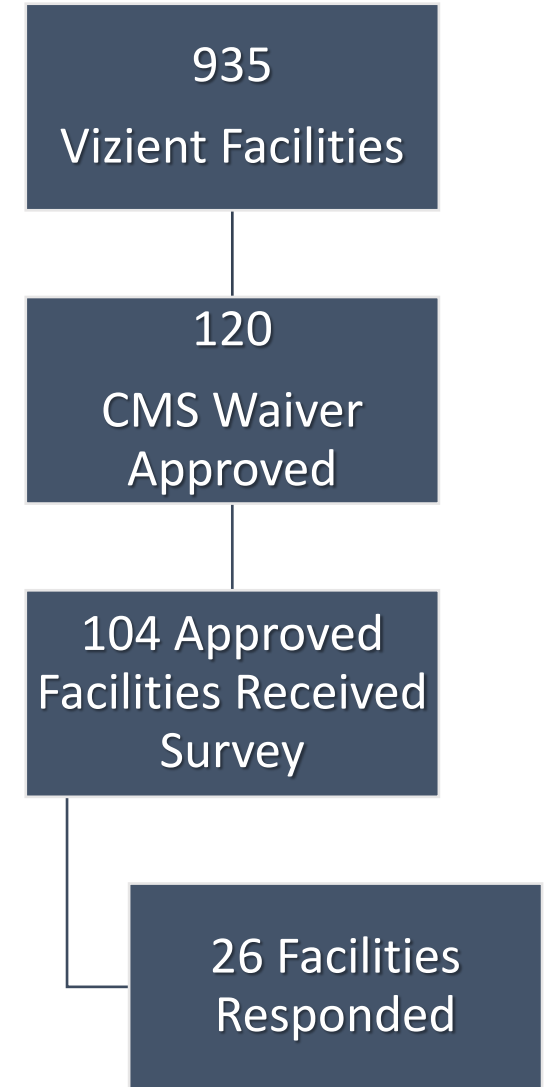 935
Vizient Facilities
120
CMS Waiver
Approved
104 Approved
Facilities Received
Survey
26 Facilities
Responded